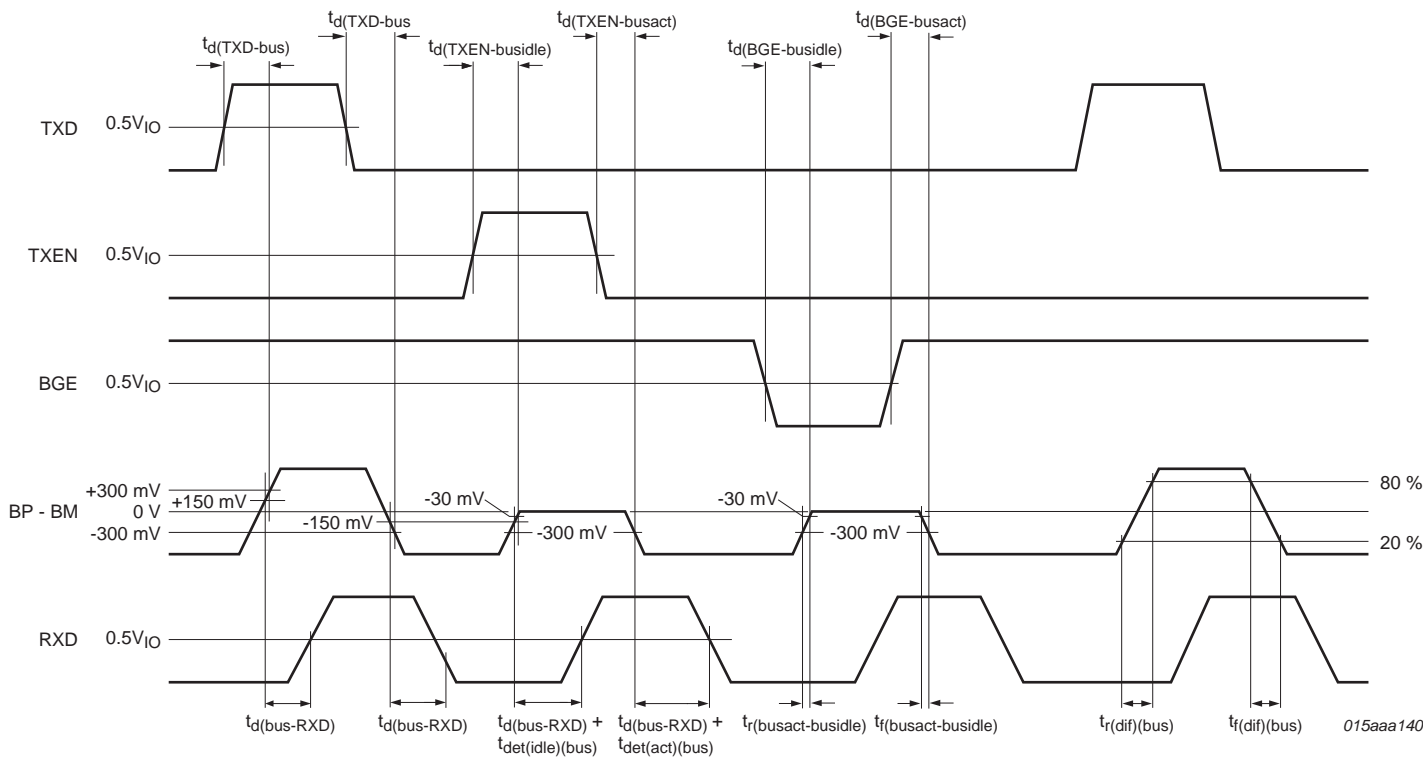 td(TXD-bus td(TXEN-busact) td(BGE-busact)
td(TXD-bus) td(TXEN-busidle) td(BGE-busidle)
TXD 0.5VIO
TXEN 0.5VIO
BGE 0.5VIO
+300 mV 80 %
+150 mV -30 mV -30 mV
BP - BM 0 V
-150 mV
-300 mV -300 mV -300 mV 20 %
RXD 0.5VIO
td(bus-RXD) td(bus-RXD) td(bus-RXD) + td(bus-RXD) + tr(busact-busidle) tf(busact-busidle) tr(dif)(bus) tf(dif)(bus) 015aaa140
tdet(idle)(bus) tdet(act)(bus)